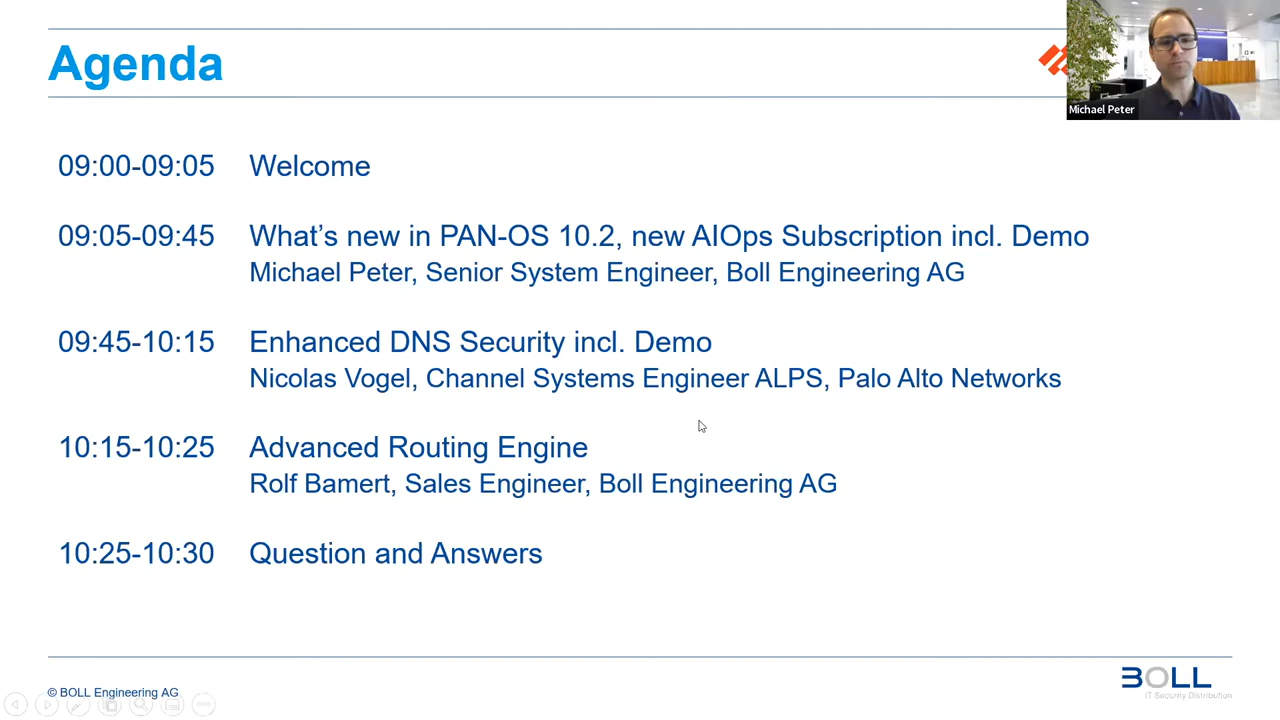 Agenda
Michael Peter
09:00-09:05 Welcome
09:05-09:45 What’s new in PAN-OS 10.2, new AIOps Subscription incl. Demo
Michael Peter, Senior System Engineer, Boll Engineering AG
09:45-10:15 Enhanced DNS Security incl. Demo
Nicolas Vogel, Channel Systems Engineer ALPS, Palo Alto Networks
10:15-10:25 Advanced Routing Engine
Rolf Bamert, Sales Engineer, Boll Engineering AG
10:25-10:30 Question and Answers
© BOLL Engineering AG
BOLL
IT Security Distribution